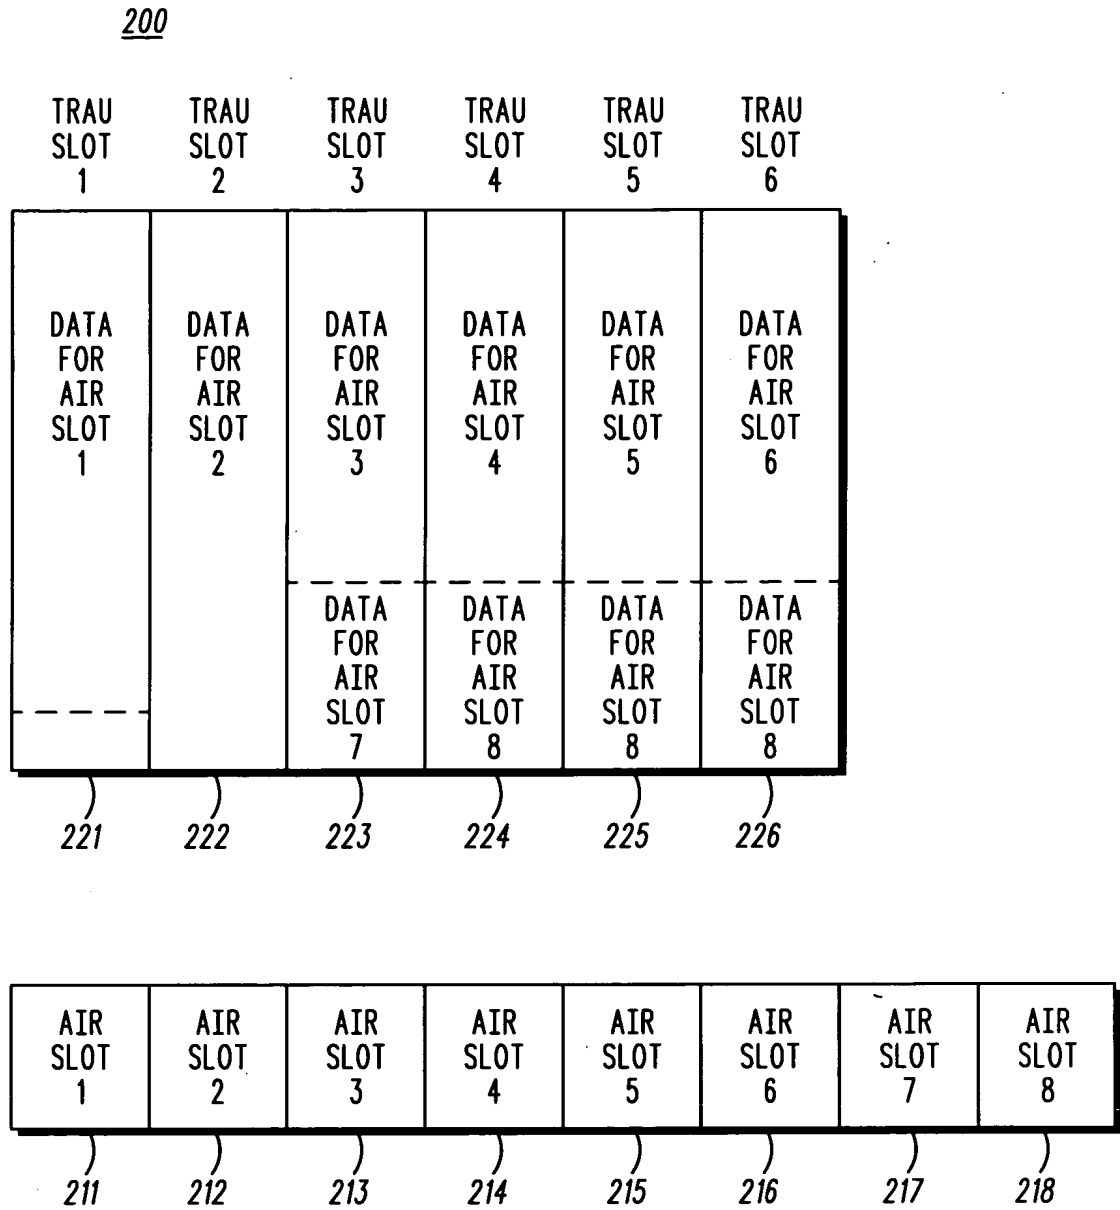 200
TRAU TRAU TRAU TRAU TRAU TRAU
SLOT SLOT SLOT SLOT SLOT SLOT
1 2 3 4 5 6
DATA DATA DATA DATA DATA DATA
FOR FOR FOR FOR FOR FOR
AIR AIR AIR AIR AIR AIR
SLOT SLOT SLOT SLOT SLOT SLOT
1 2 3 4 5 6
DATA DATA DATA DATA
FOR FOR FOR FOR
AIR AIR AIR AIR
SLOT SLOT SLOT SLOT
7 8 8 8
221 222 223 224 225 226
AIR AIR AIR AIR AIR AIR AIR AIR
SLOT SLOT SLOT SLOT SLOT SLOT SLOT SLOT
1 2 3 4 5 6 7 8
211 212 213 214 215 216 217 218